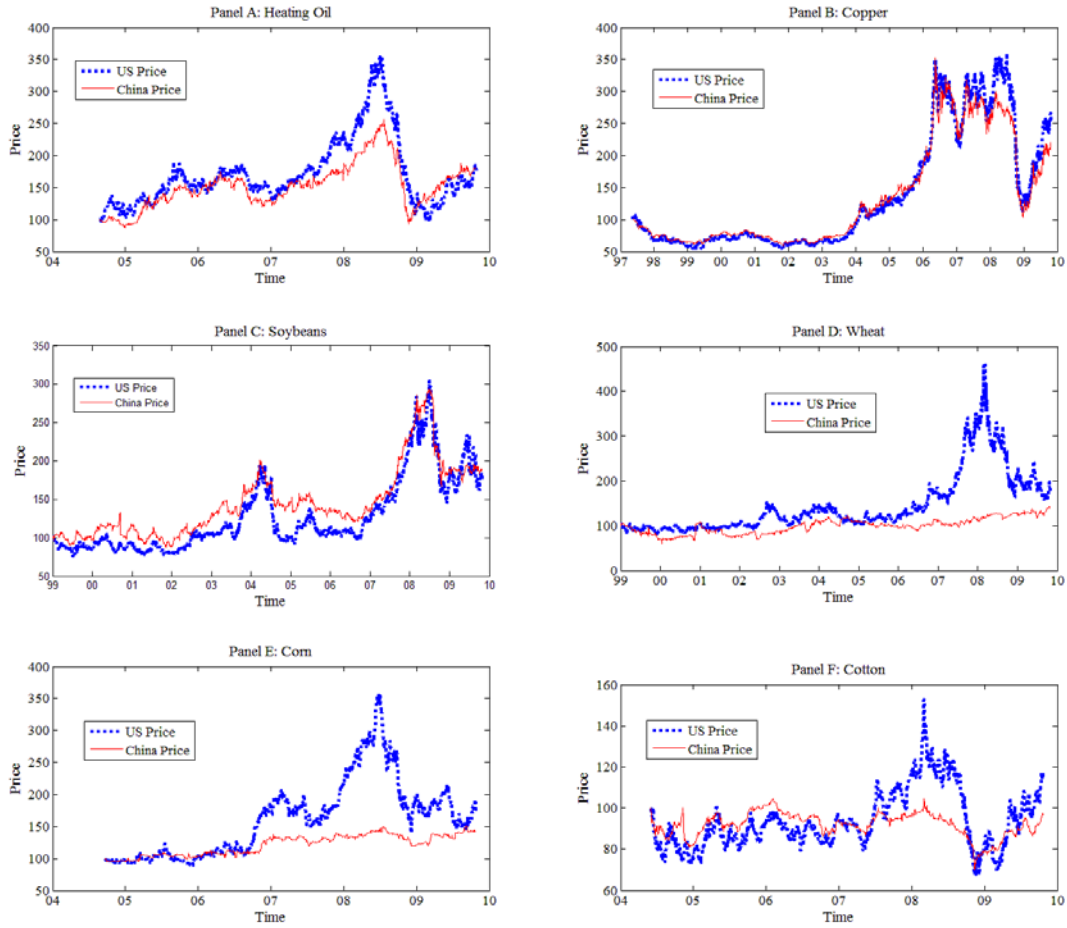 Panel A: Heating Oil
400
350
300
250
200
150
100
50
Price
US Price
China Price
04 05 06 07 08 09 10
Time
Panel B: Copper
400
350
300
250
200
150
100
50
Price
US Price
China Price
97 98 99 00 01 02 03 04 05 06 07 08 09 10
Time
Panel C: Soybeans
350
300
250
200
150
100
50
Price
US Price
China Price
99 00 01 02 03 04 05 06 07 08 09 10
Time
Panel D: Wheat
500
400
300
200
100
0
Price
US Price
China Price
99 00 01 02 03 04 05 06 07 08 09 10
Time
Panel E: Corn
400
350
300
250
200
150
100
50
Price
US Price
China Price
04 05 06 07 08 09 10
Time
Panel F: Cotton
160
140
120
100
80
60
Price
US Price
China Price
04 05 06 07 08 09 10
Time